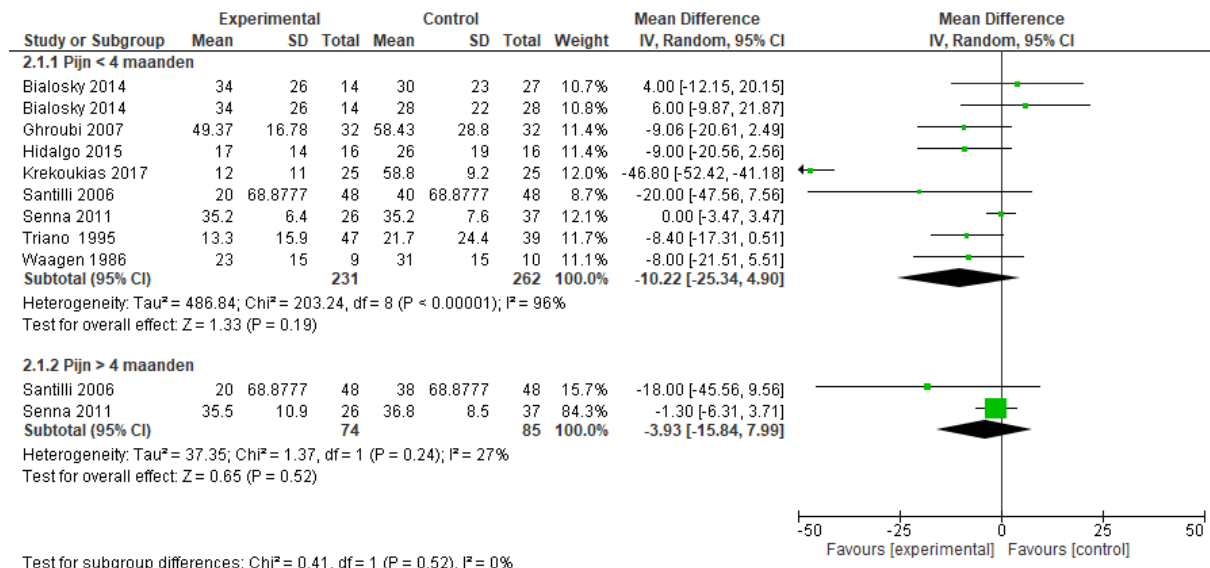 Experimental Control Mean Difference Mean Difference
Study or Subgroup Mean SD Total Mean SD Total Weight IV, Random, 95% CI IV, Random, 95% CI
2.1.1 Pijn < 4 maanden
Bialosky 2014 34 26 14 30 23 27 10.7% 4.00 [-12.15, 20.15]
Bialosky 2014 34 26 14 28 22 28 10.8% 6.00 [-9.87, 21.87]
Ghroubi 2007 49.37 16.78 32 58.43 28.8 32 11.4% -9.06 [-20.61, 2.49]
Hidalgo 2015 17 14 16 26 19 16 11.4% -9.00 [-20.56, 2.56]
Krekoukias 2017 12 11 25 58.8 9.2 25 12.0% -46.80 [-52.42, -41.18]
Santilli 2006 20 68.8777 48 40 68.8777 48 8.7% -20.00 [-47.56, 7.56]
Senna 2011 35.2 6.4 26 35.2 7.6 37 12.1% 0.00 [-3.47, 3.47]
Triano 1995 13.3 15.9 47 21.7 24.4 39 11.7% -8.40 [-17.31, 0.51]
Waagen 1986 23 15 9 31 15 10 11.1% -8.00 [-21.51, 5.51]
Subtotal (95% CI) 231 262 100.0% -10.22 [-25.34, 4.90]
Heterogeneity: Tau² = 486.84; Chi² = 203.24, df = 8 (P < 0.00001); I² = 96%
Test for overall effect: Z = 1.33 (P = 0.19)
2.1.2 Pijn > 4 maanden
Santilli 2006 20 68.8777 48 38 68.8777 48 15.7% -18.00 [-45.56, 9.56]
Senna 2011 35.5 10.9 26 36.8 8.5 37 84.3% -1.30 [-6.31, 3.71]
Subtotal (95% CI) 74 85 100.0% -3.93 [-15.84, 7.99]
Heterogeneity: Tau² = 37.35; Chi² = 1.37, df = 1 (P = 0.24); I² = 27%
Test for overall effect: Z = 0.65 (P = 0.52)
-50 -25 0 25 50
Favours [experimental] Favours [control]
Test for subgroup differences: Chi² = 0.41, df = 1 (P = 0.52), I² = 0%